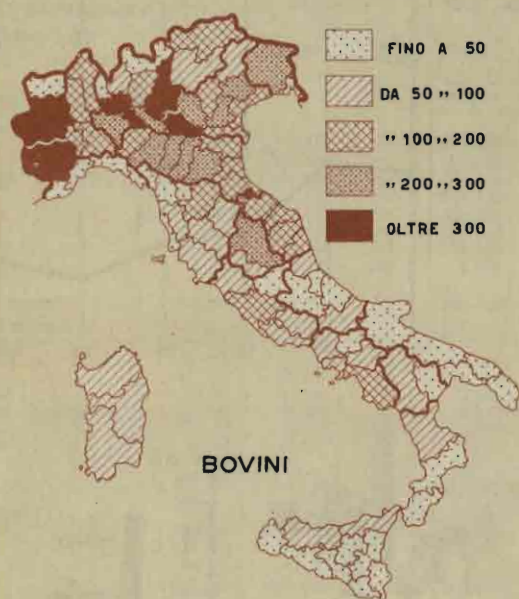 FINO A 50
DA 50 ,, 100
,, 100 ,, 200
,, 200 ,, 300
OLTRE 300
BOVINI